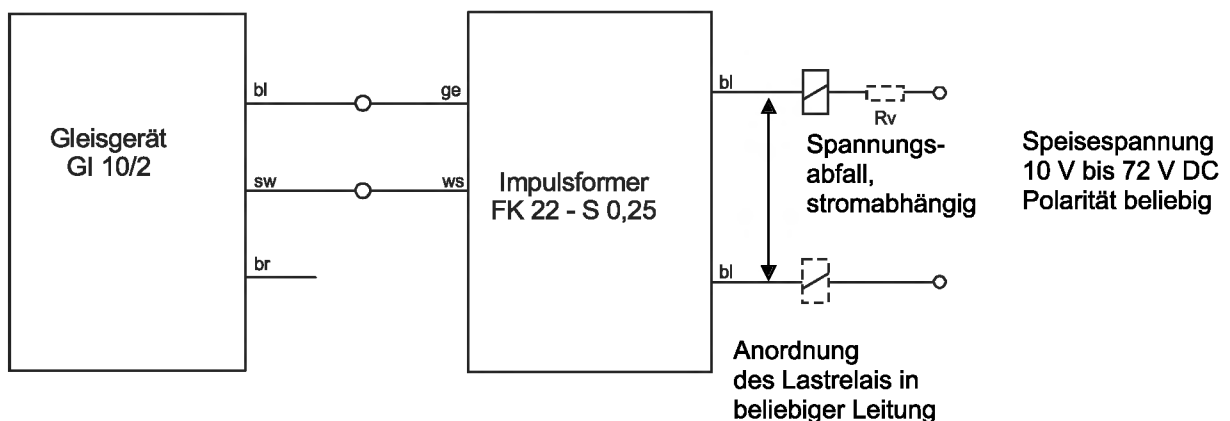 Gleisgerät
GI 10/2
bl
sw
br
ge
ws
Impulsformer
FK 22 - S 0,25
bl
bl
Rv
Spannungs-
abfall,
stromabhängig
Speisespannung
10 V bis 72 V DC
Polarität beliebig
Anordnung
des Lastrelais in
beliebiger Leitung